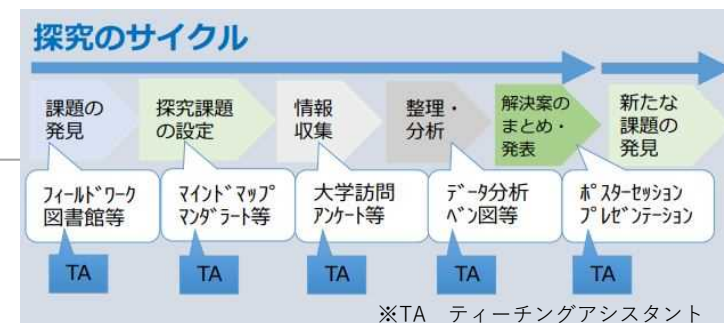 探究のサイクル
課題の
発見
探究課題
の設定
情報
収集
整理・
分析
解決案の
まとめ・
発表
新たな
課題の
発見
フィールドワーク
図書館等
マインドマップ
マンダラート等
大学訪問
アンケート等
データ分析
ベン図等
ポスターセッション
プレゼンテーション
TA
TA
TA
TA
TA
※TA ティーチングアシスタント